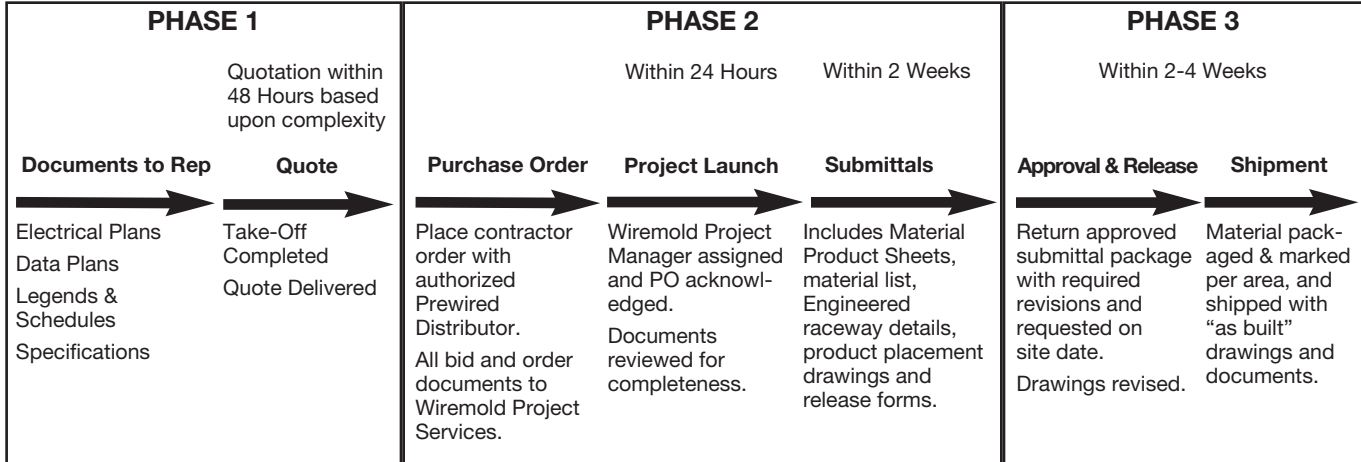 PHASE 1
Quotation within
48 Hours based
upon complexity
Documents to Rep
Electrical Plans
Data Plans
Legends &
Schedules
Specifications
Quote
Take-Off
Completed
Quote Delivered
PHASE 2
Purchase Order
Place contractor
order with
authorized
Prewired
Distributor.
All bid and order
documents to
Wiremold Project
Services.
Within 24 Hours
Project Launch
Wiremold Project
Manager assigned
and PO acknowl-
edged.
Documents
reviewed for
completeness.
Within 2 Weeks
Submittals
Includes Material
Product Sheets,
material list,
Engineered
raceway details,
product placement
drawings and
release forms.
PHASE 3
Within 2-4 Weeks
Approval & Release
Return approved
submittal package
with required
revisions and
requested on
site date.
Drawings revised.
Shipment
Material pack-
aged & marked
per area, and
shipped with
“as built”
drawings and
documents.